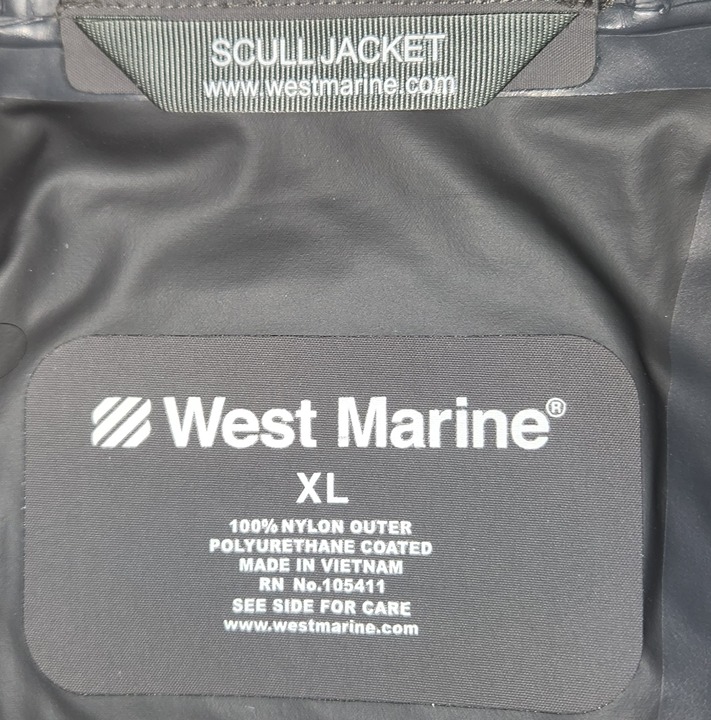 SCULL JACKET
www.westmarine.com
West Marine®
XL
100% NYLON OUTER
POLYURETHANE COATED
MADE IN VIETNAM
RN No.105411
SEE SIDE FOR CARE
www.westmarine.com